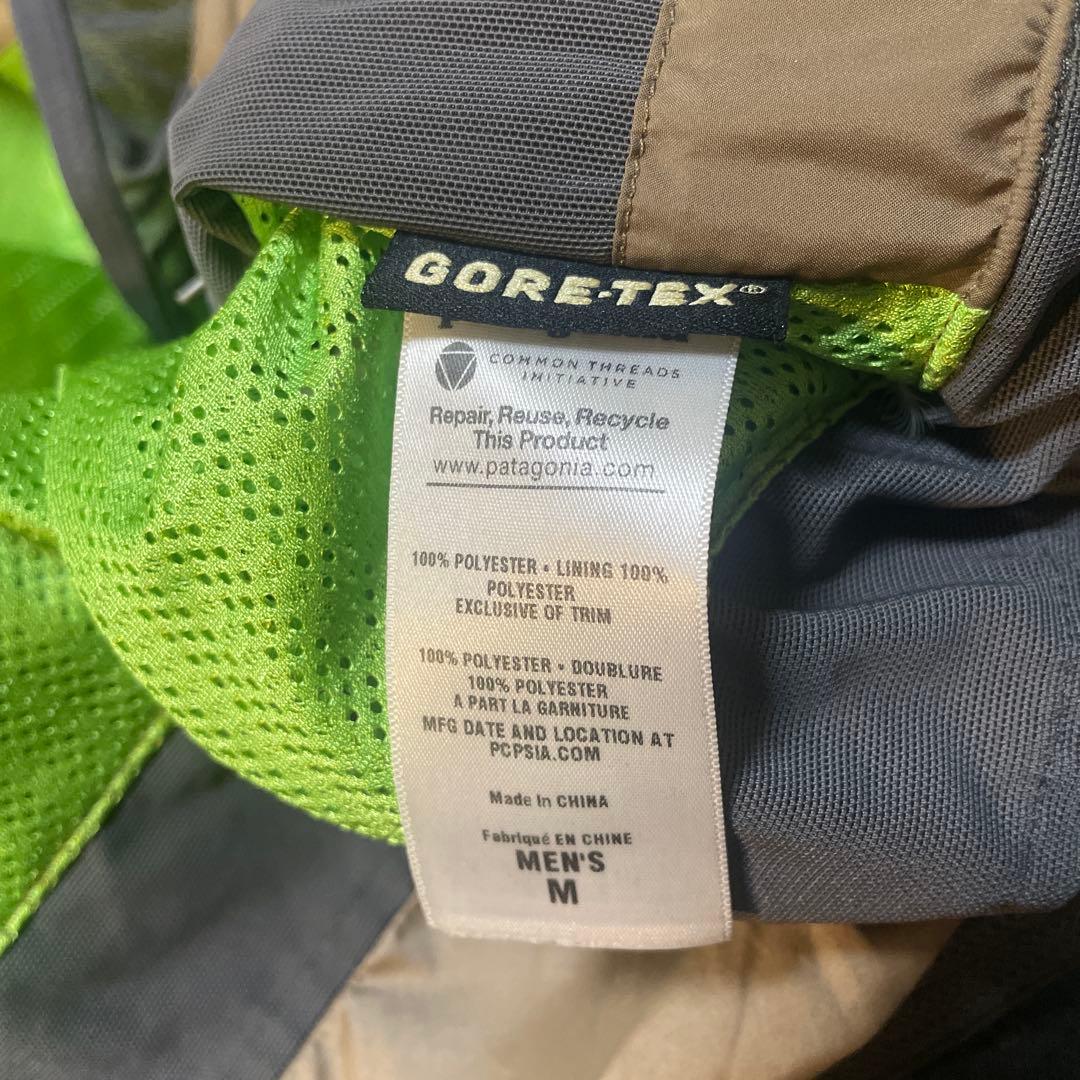 GORE-TEX®
COMMON THREADS
INITIATIVE
Repair, Reuse, Recycle
This Product
www.patagonia.com
100% POLYESTER • LINING 100%
POLYESTER
EXCLUSIVE OF TRIM
100% POLYESTER • DOUBLURE
100% POLYESTER
A PART LA GARNITURE
MFG DATE AND LOCATION AT
PCPSIA.COM
Made In CHINA
Fabriqué EN CHINE
MEN'S
M